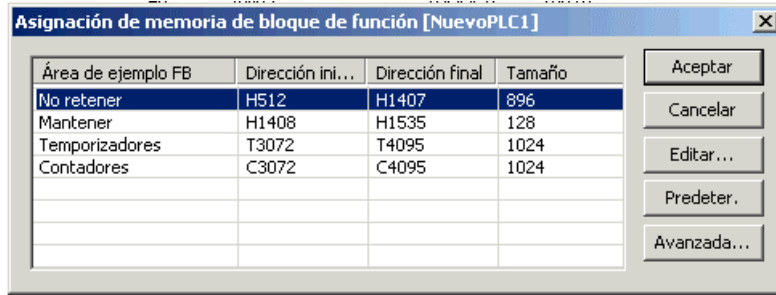 Asignación de memoria de bloque de función [NuevoPLC1]
Área de ejemplo FB Dirección ini... Dirección final Tamaño
No retener H512 H1407 896
Mantener H1408 H1535 128
Temporizadores T3072 T4095 1024
Contadores C3072 C4095 1024
Aceptar
Cancelar
Editar...
Predeter.
Avanzada...